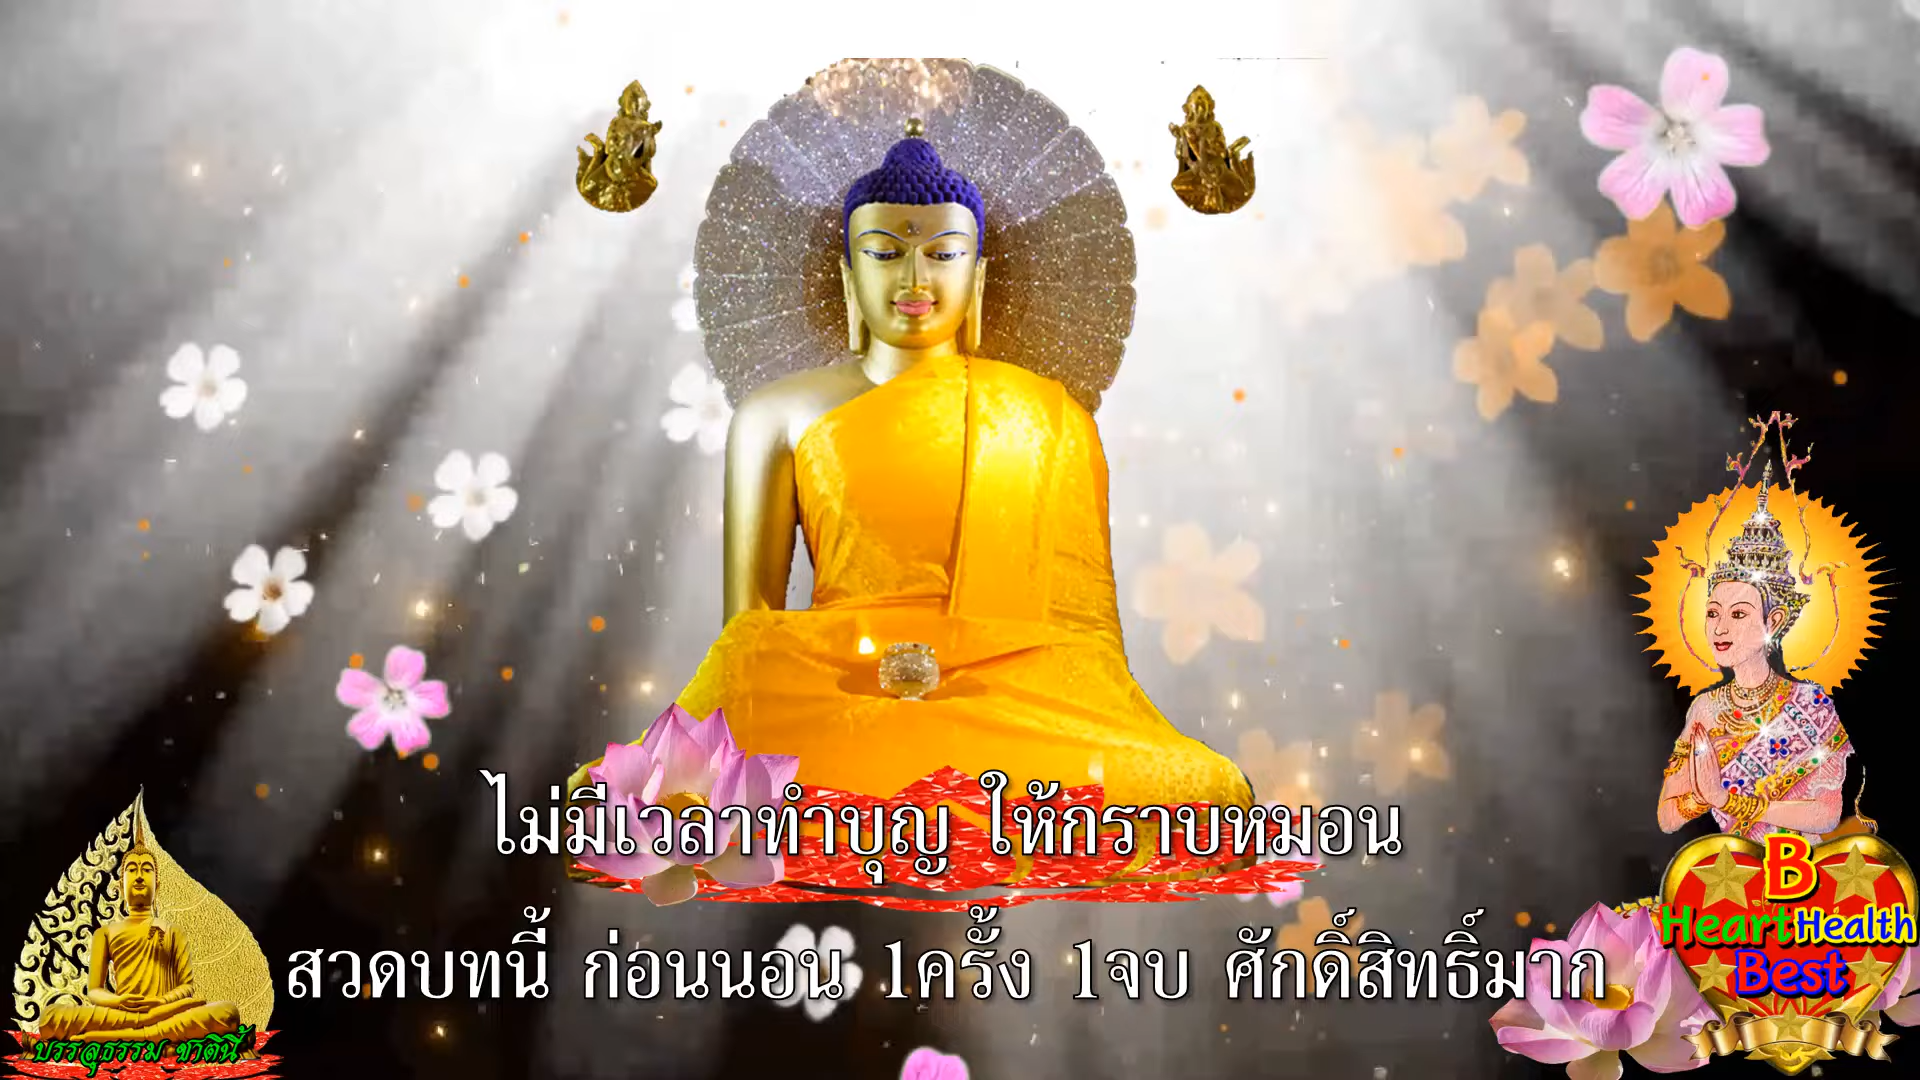 ไม่มีเวลาทำบุญ ให้กราบหมอน
สวดบทนี้ ก่อนนอน 1ครั้ง 1จบ ศักดิ์สิทธิ์มาก
บรรลุธรรม ชาตินี้
B
HeartHealth
Best